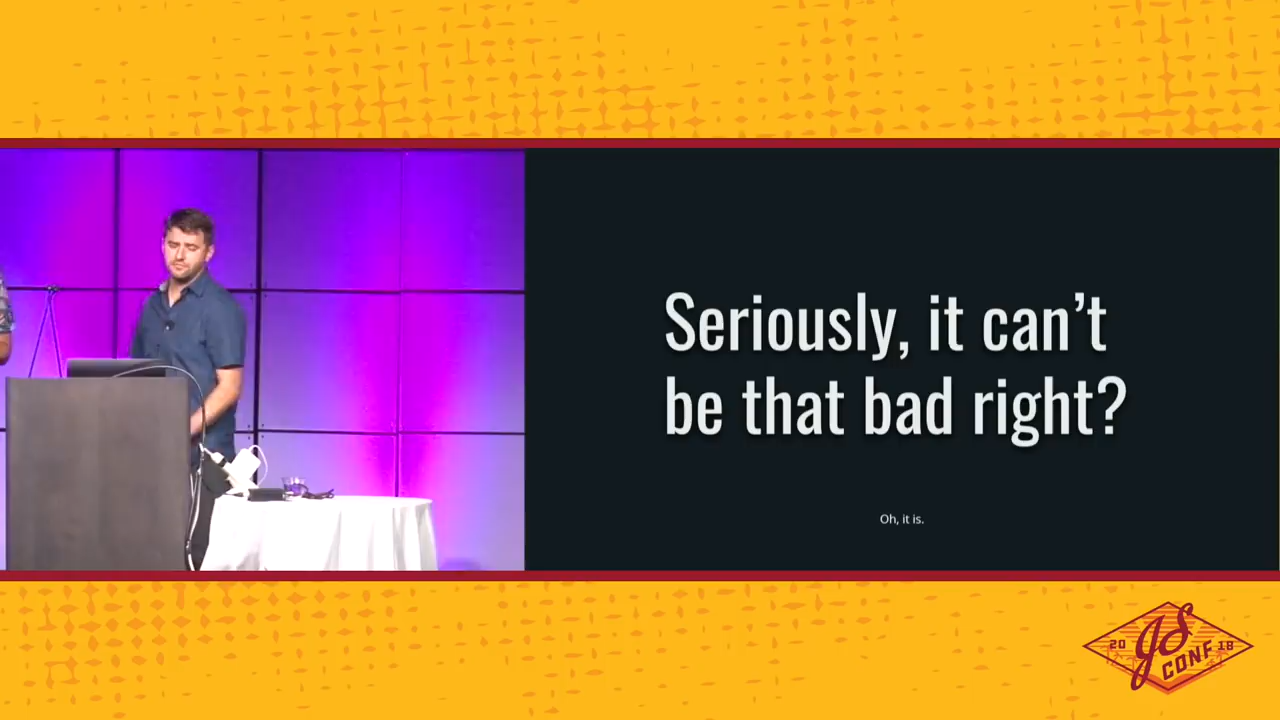 Seriously, it can’t
be that bad right?
Oh, it is.
20 JS 18
CONF